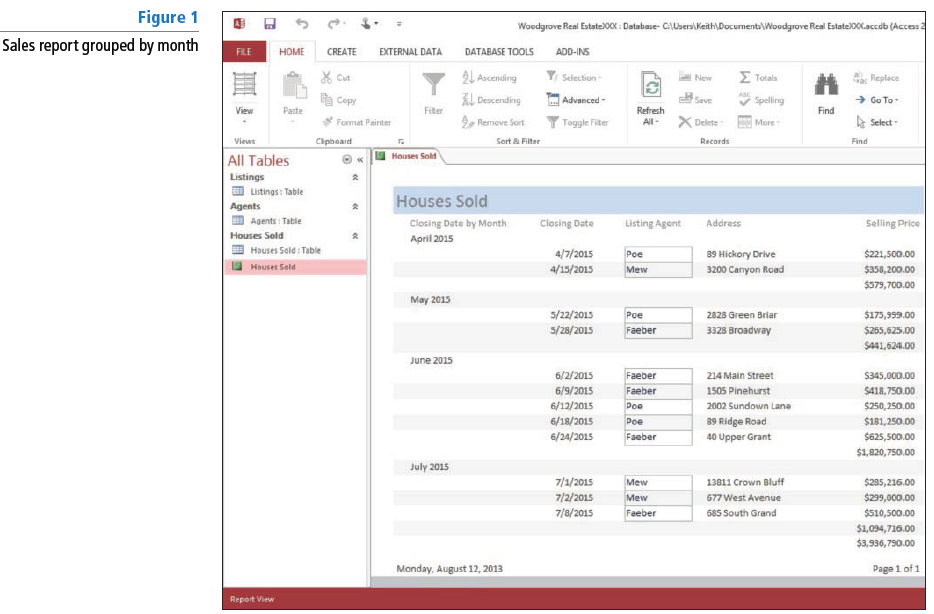 Figure 1
Sales report grouped by month
Woodgrove Real EstateXXX : Database- C:\Users\Keith\Documents\Woodgrove Real EstateXXX.accdb (Access 2
FILE HOME CREATE EXTERNAL DATA DATABASE TOOLS ADD-INS
View
Views
Paste
Cut
Copy
Format Painter
Clipboard
Filter
Ascending
Descending
Remove Sort
Selection
Advanced
Toggle Filter
Sort & Filter
Refresh
All
New
Save
Delete
Totals
Spelling
More
Records
Find
Replace
Go To
Select
Find
All Tables
Listings
Listings : Table
Agents
Agents : Table
Houses Sold
Houses Sold : Table
Houses Sold
Houses Sold
Houses Sold
Closing Date by Month Closing Date Listing Agent Address Selling Price
April 2015
4/7/2015 Poe 89 Hickory Drive $221,500.00
4/15/2015 Mew 3200 Canyon Road $358,200.00
$579,700.00
May 2015
5/22/2015 Poe 2828 Green Briar $175,999.00
5/28/2015 Faeber 3328 Broadway $265,625.00
$441,624.00
June 2015
6/2/2015 Faeber 214 Main Street $345,000.00
6/9/2015 Faeber 1505 Pinehurst $418,750.00
6/12/2015 Poe 2002 Sundown Lane $250,250.00
6/18/2015 Poe 89 Ridge Road $181,250.00
6/24/2015 Faeber 40 Upper Grant $625,500.00
$1,820,750.00
July 2015
7/1/2015 Mew 13811 Crown Bluff $285,216.00
7/2/2015 Mew 677 West Avenue $299,000.00
7/8/2015 Faeber 685 South Grand $510,500.00
$1,094,716.00
$3,936,790.00
Monday, August 12, 2013 Page 1 of 1
Report View